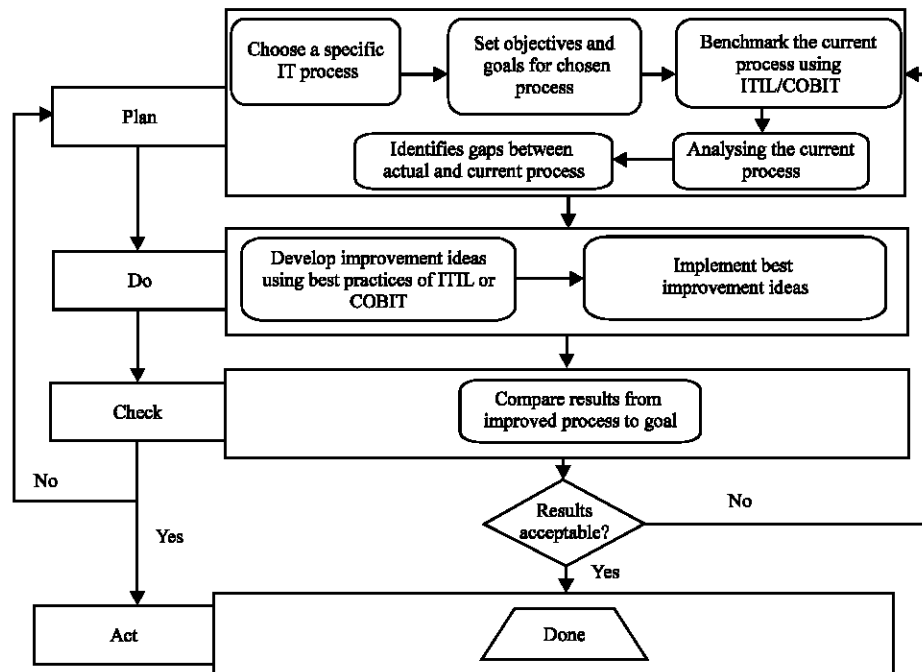 Choose a specific
IT process
Set objectives and
goals for chosen
process
Benchmark the current
process using
ITIL/COBIT
Plan
Identifies gaps between
actual and current process
Analysing the current
process
Do
Develop improvement ideas
using best practices of ITIL or
COBIT
Implement best
improvement ideas
Check
Compare results from
improved process to goal
No
Yes
Results
acceptable?
No
Yes
Act
Done